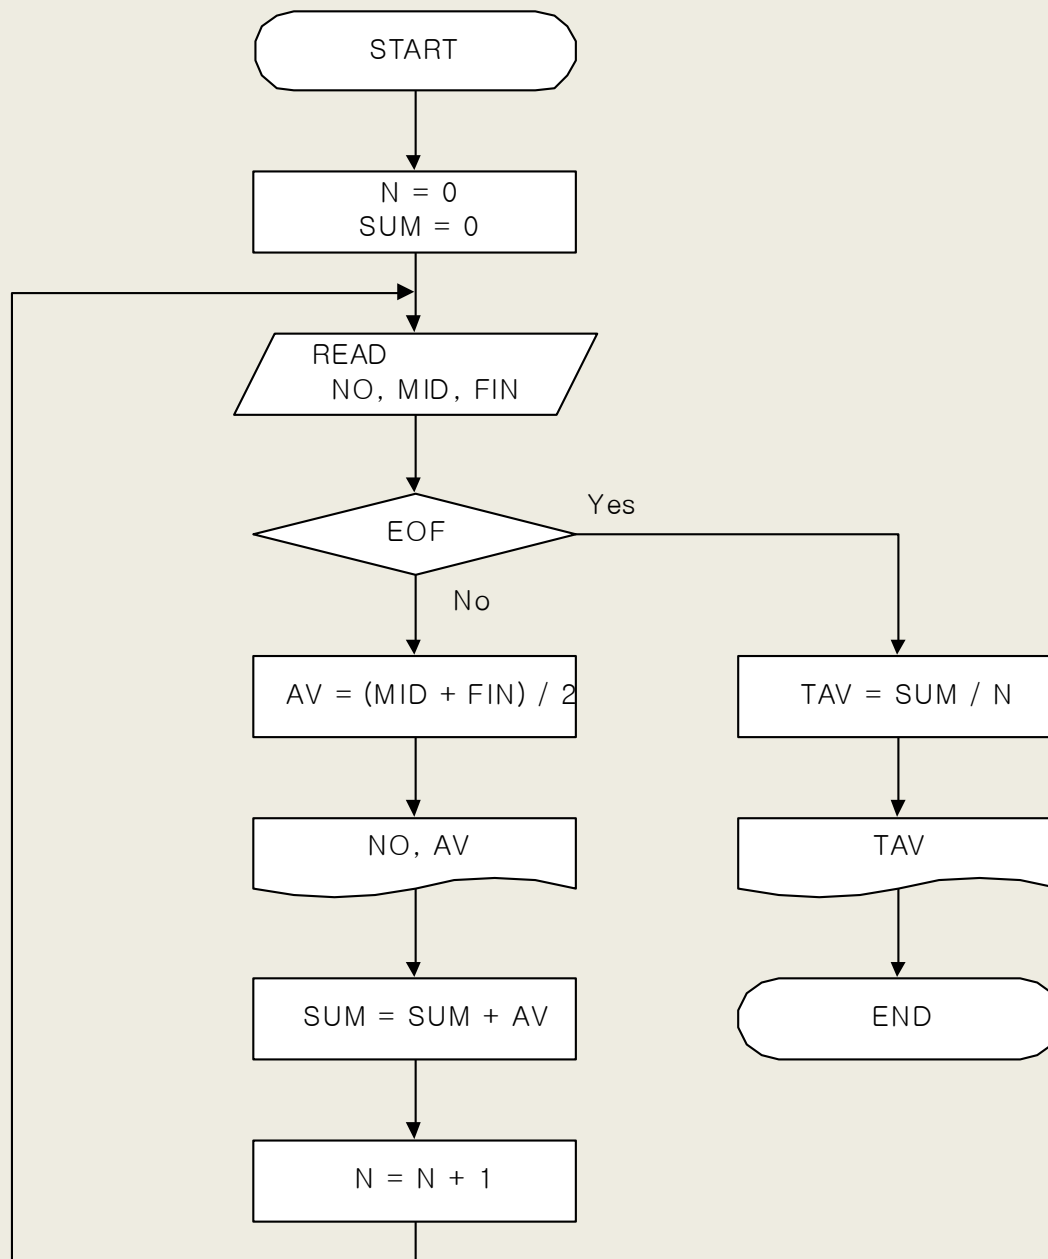 START
N = 0
SUM = 0
READ
NO, MID, FIN
EOF
Yes
No
AV = (MID + FIN) / 2
TAV = SUM / N
NO, AV
TAV
SUM = SUM + AV
END
N = N + 1